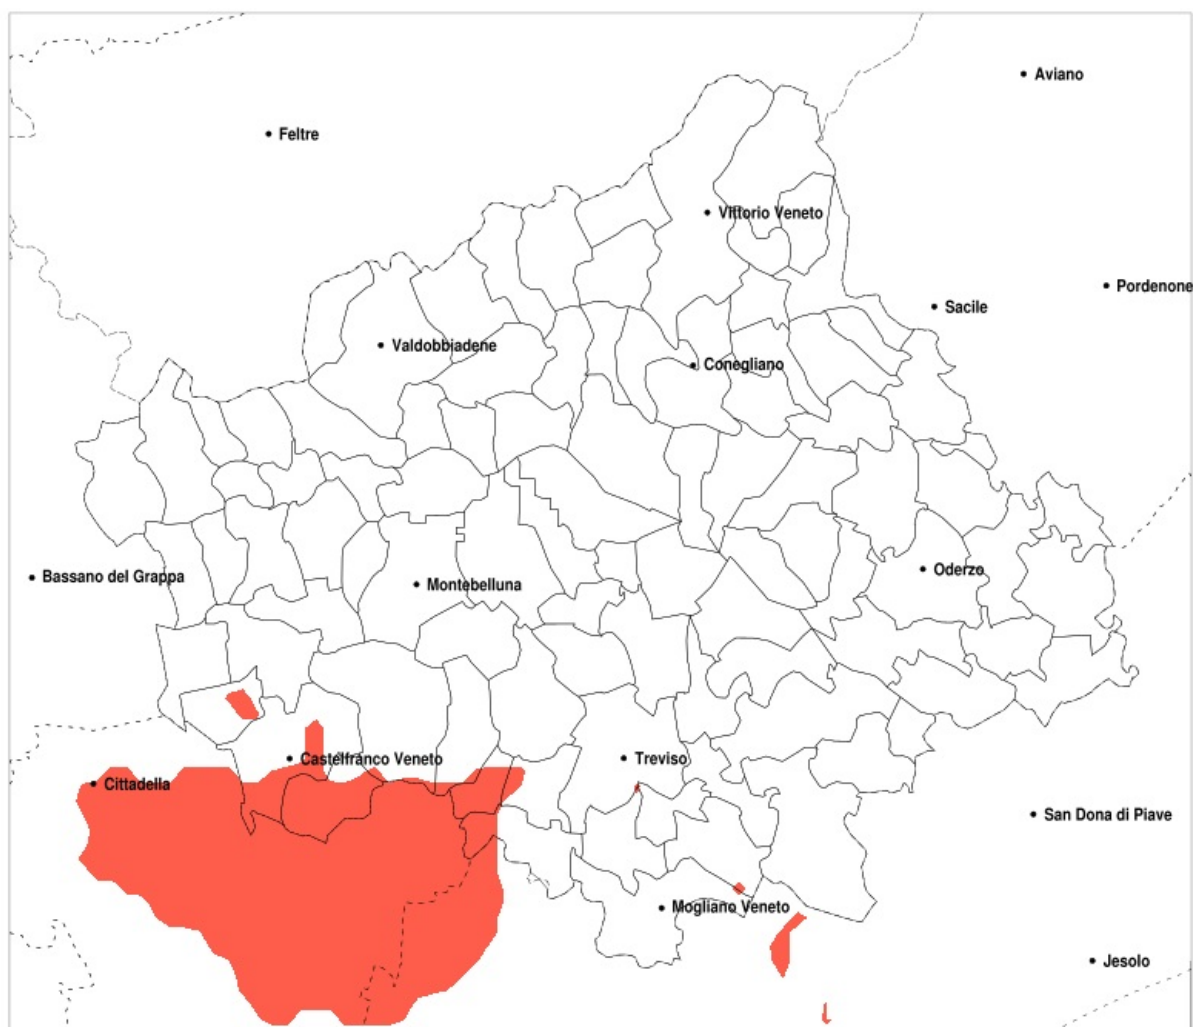 Aviano
Feltre
Vittorio Veneto
Pordenone
Sacile
Valdobbiadene
Conegliano
Oderzo
Bassano del Grappa
Montebelluna
Castelfranco Veneto
Treviso
Cittadella
San Dona di Piave
Mogliano Veneto
Jesolo